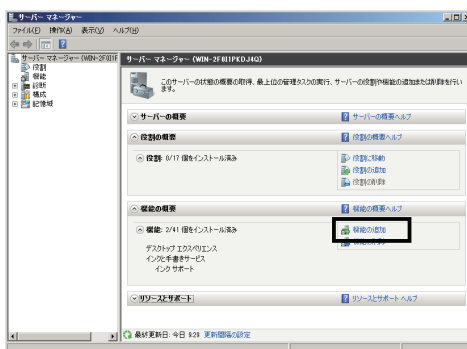 サーバー マネージャー
ファイル(F) 操作(A) 表示(V) ヘルプ(H)
サーバー マネージャー (WIN-2F0I1F
役割
機能
診断
構成
記憶域
サーバー マネージャー (WIN-2F0I1PKDJ4Q)
このサーバーの状態の概要の取得、最上位の管理タスクの実行、サーバーの役割や機能の追加または削除を行います。
サーバーの概要
サーバーの概要ヘルプ
役割の概要
役割の概要ヘルプ
役割: 0/17 個をインストール済み
役割に移動
役割の追加
役割の削除
機能の概要
機能の概要ヘルプ
機能: 2/41 個をインストール済み
機能の追加
デスクトップ エクスペリエンス
インクと手書きサービス
インク サポート
リソースとサポート
リソースとサポート ヘルプ
最終更新日: 今日 9:29 更新間隔の設定